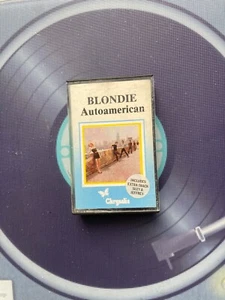 BLONDIE
Autoamerican
INCLUDES
EXTRA TRACK
Chrysalis